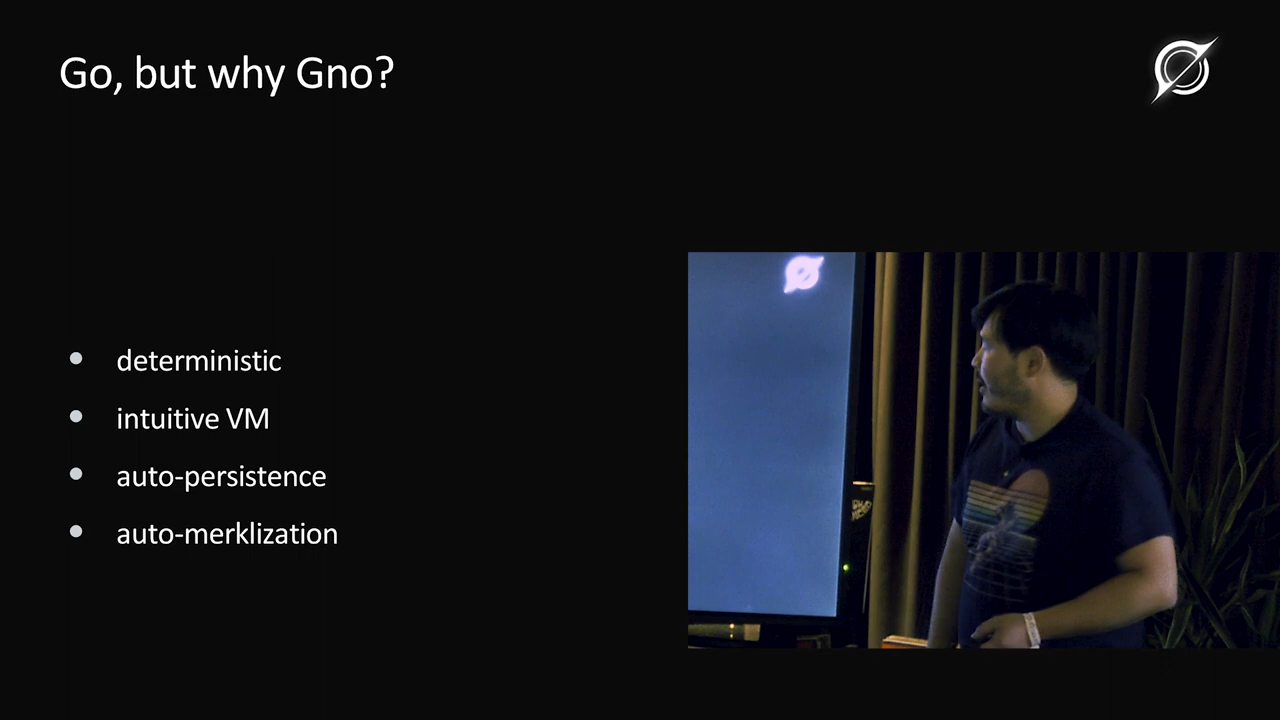 Go, but why Gno?
deterministic
intuitive VM
auto-persistence
auto-merklization